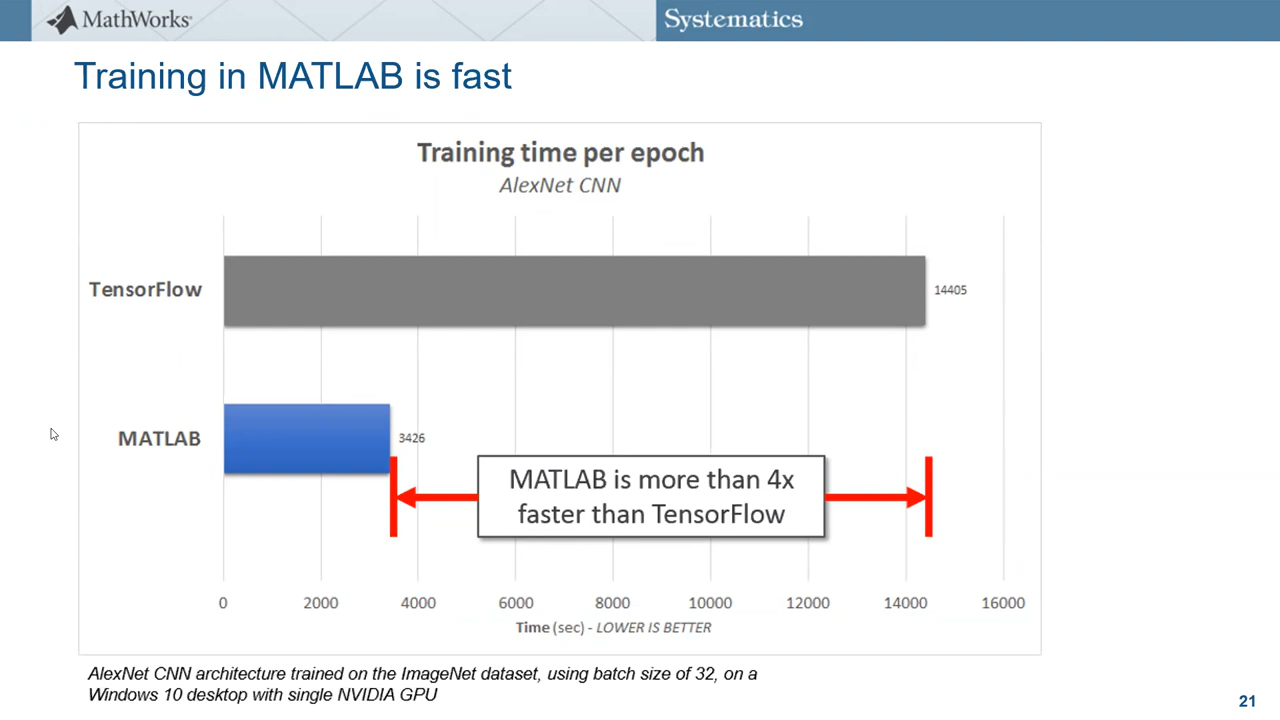 MathWorks®
Systematics
Training in MATLAB is fast
Training time per epoch
AlexNet CNN
TensorFlow
14405
MATLAB
3426
MATLAB is more than 4x
faster than TensorFlow
0 2000 4000 6000 8000 10000 12000 14000 16000
Time (sec) - LOWER IS BETTER
AlexNet CNN architecture trained on the ImageNet dataset, using batch size of 32, on a
Windows 10 desktop with single NVIDIA GPU
21